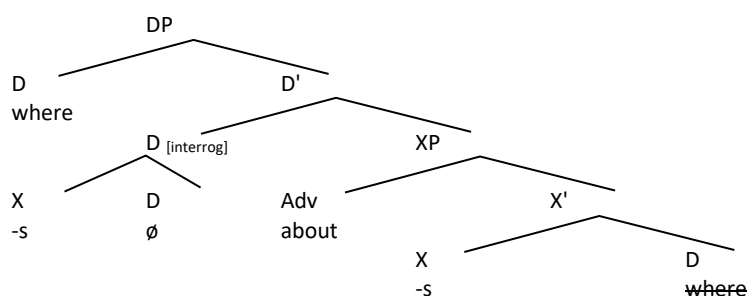 DP
D D'
where
D [interrog] XP
X D Adv X'
-s ø about
X D
-s where